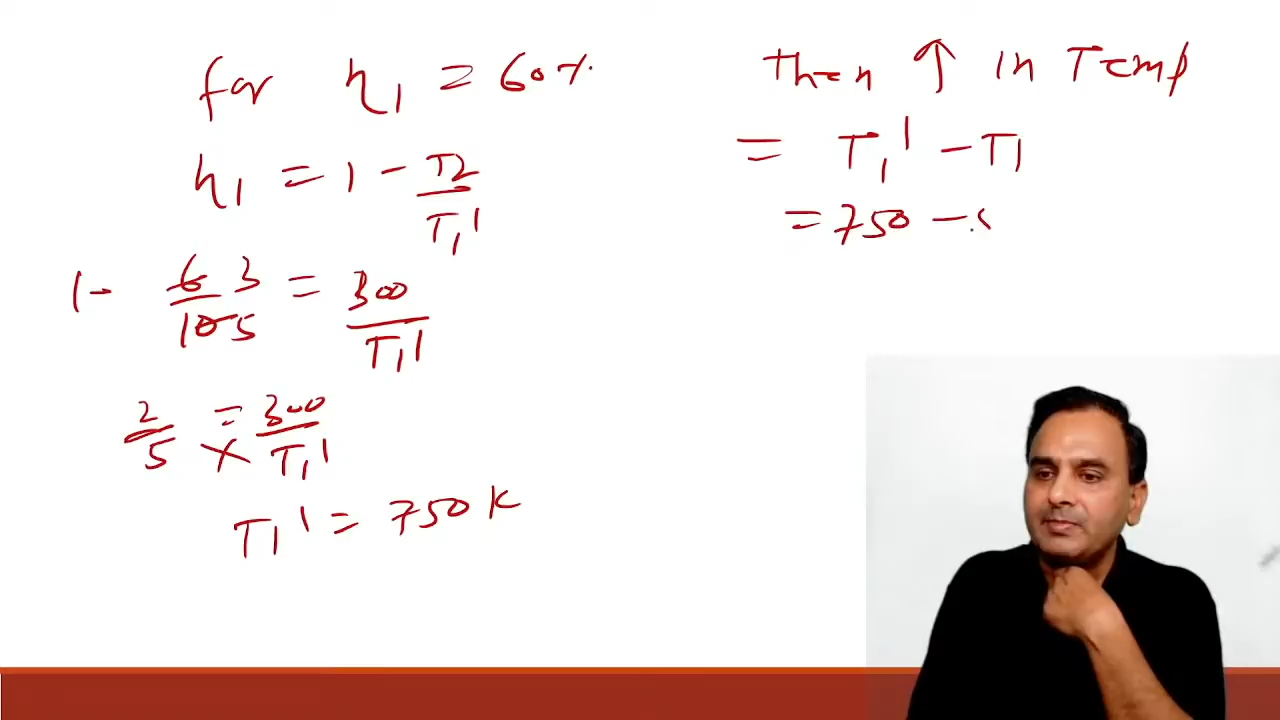 for η1 = 60%
η1 = 1 - T2/T1'
1 - 6 3/10 5 = 300/T1'
2/5 = 300/T1'
T1' = 750 K
then ↑ in Temp
= T1' - T1
= 750 -